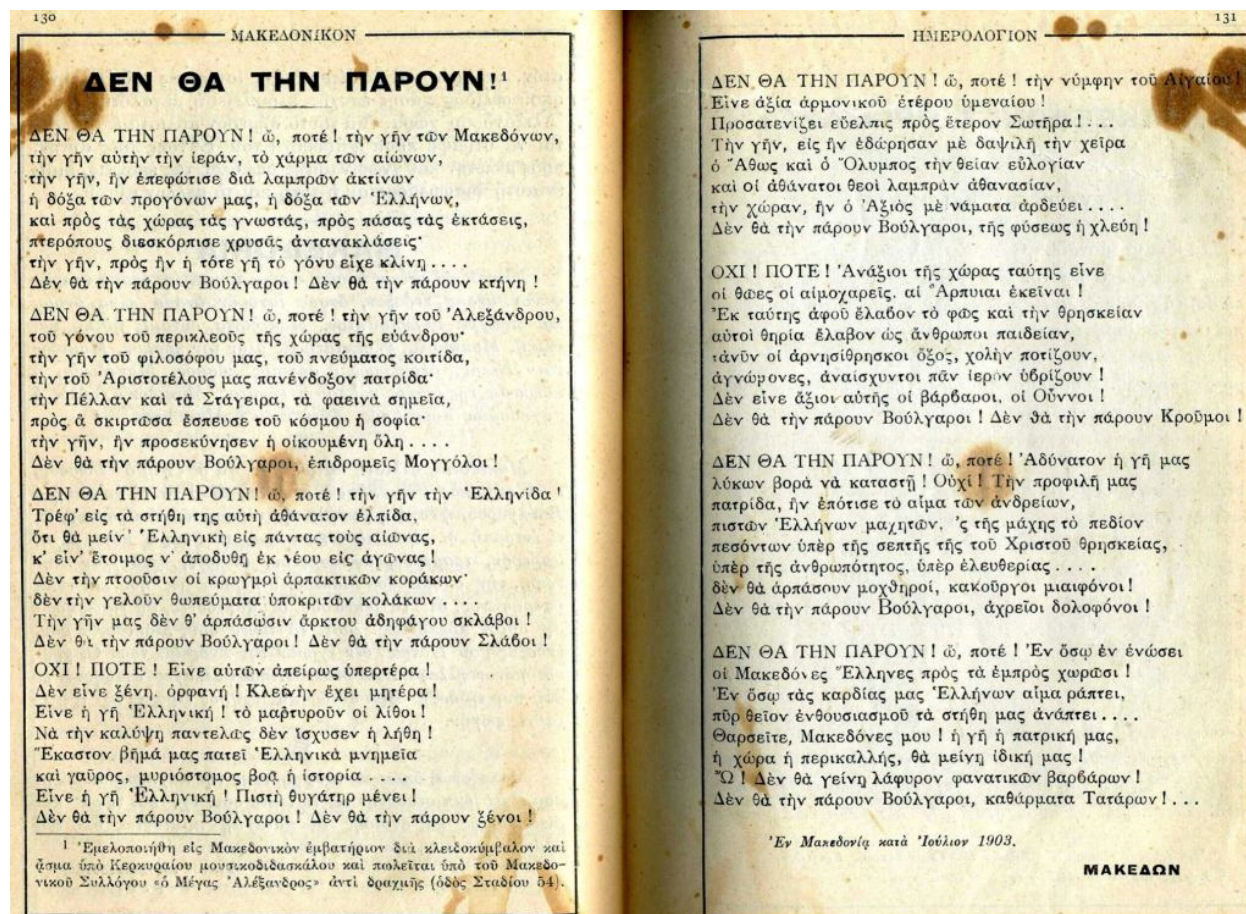 130
ΜΑΚΕΔΟΝΙΚΟΝ
ΔΕΝ ΘΑ ΤΗΝ ΠΑΡΟΥΝ!¹
ΔΕΝ ΘΑ ΤΗΝ ΠΑΡΟΥΝ! ὤ, ποτέ! τὴν γῆν τῶν Μακεδόνων,
τὴν γῆν αὐτὴν τὴν ἱεράν, τὸ χάρμα τῶν αἰώνων,
τὴν γῆν, ἣν ἐπεφώτισε διὰ λαμπρῶν ἀκτίνων
ἡ δόξα τῶν προγόνων μας, ἡ δόξα τῶν Ἑλλήνων,
καὶ πρὸς τὰς χώρας τὰς γνωστάς, πρὸς πάσας τὰς ἐκτάσεις,
πτερόπους διεσκόρπισε χρυσᾶς ἀντανακλάσεις·
τὴν γῆν, πρὸς ἣν ἡ τότε γῆ τὸ γόνυ εἶχε κλίνῃ....
Δὲν θὰ τὴν πάρουν Βούλγαροι! Δὲν θὰ τὴν πάρουν κτήνη!
ΔΕΝ ΘΑ ΤΗΝ ΠΑΡΟΥΝ! ὤ, ποτέ! τὴν γῆν τοῦ Ἀλεξάνδρου,
τοῦ γόνου τοῦ περικλεοῦς τῆς χώρας τῆς εὐάνδρου·
τὴν γῆν τοῦ φιλοσόφου μας, τοῦ πνεύματος κοιτίδα,
τὴν τοῦ Ἀριστοτέλους μας πανένδοξον πατρίδα·
τὴν Πέλλαν καὶ τὰ Στάγειρα, τὰ φαεινὰ σημεῖα,
πρὸς ἃ σκιρτῶσα ἔσπευσε τοῦ κόσμου ἡ σοφία·
τὴν γῆν, ἣν προσεκύνησεν ἡ οἰκουμένη ὅλη....
Δὲν θὰ τὴν πάρουν Βούλγαροι, ἐπιδρομεῖς Μογγόλοι!
ΔΕΝ ΘΑ ΤΗΝ ΠΑΡΟΥΝ! ὤ, ποτέ! τὴν γῆν τὴν Ἑλληνίδα!
Τρέφ' εἰς τὰ στήθη της αὐτὴ ἀθάνατον ἐλπίδα,
ὅτι θὰ μείν' Ἑλληνικὴ εἰς πάντας τοὺς αἰῶνας,
κ' εἶν' ἕτοιμος ν' ἀποδυθῇ ἐκ νέου εἰς ἀγῶνας!
Δὲν τὴν πτοοῦσιν οἱ κρωγμοὶ ἁρπακτικῶν κοράκων·
δὲν τὴν γελοῦν θωπεύματα ὑποκριτῶν κολάκων....
Τὴν γῆν μας δὲν θ' ἁρπάσωσιν ἄρκτου ἀδηφάγου σκλάβοι!
Δὲν θὰ τὴν πάρουν Βούλγαροι! Δὲν θὰ τὴν πάρουν Σλάβοι!
ΟΧΙ! ΠΟΤΕ! Εἶνε αὐτῶν ἀπείρως ὑπερτέρα!
Δὲν εἶνε ξένη, ὀρφανή! Κλεινὴν ἔχει μητέρα!
Εἶνε ἡ γῆ Ἑλληνική! τὸ μαρτυροῦν οἱ λίθοι!
Νὰ τὴν καλύψῃ παντελῶς δὲν ἴσχυσεν ἡ λήθη!
Ἕκαστον βῆμά μας πατεῖ Ἑλληνικὰ μνημεῖα
καὶ γαῦρος, μυριόστομος βοᾷ ἡ ἱστορία....
Εἶνε ἡ γῆ Ἑλληνική! Πιστὴ θυγάτηρ μένει!
Δὲν θὰ τὴν πάρουν Βούλγαροι! Δὲν θὰ τὴν πάρουν ξένοι!
¹ Ἐμελοποιήθη εἰς Μακεδονικὸν ἐμβατήριον διὰ κλειδοκύμβαλον καὶ
ᾆσμα ὑπὸ Κερκυραίου μουσικοδιδασκάλου καὶ πωλεῖται ὑπὸ τοῦ Μακεδο-
νικοῦ Συλλόγου «ὁ Μέγας Ἀλέξανδρος» ἀντὶ δραχμῆς (ὁδὸς Σταδίου 54).
131
ΗΜΕΡΟΛΟΓΙΟΝ
ΔΕΝ ΘΑ ΤΗΝ ΠΑΡΟΥΝ! ὤ, ποτέ! τὴν νύμφην τοῦ Αἰγαίου!
Εἶνε ἀξία ἁρμονικοῦ ἑτέρου ὑμεναίου!
Προσατενίζει εὔελπις πρὸς ἕτερον Σωτῆρα!...
Τὴν γῆν, εἰς ἣν ἐδώρησαν μὲ δαψιλῆ τὴν χεῖρα
ὁ Ἄθως καὶ ὁ Ὄλυμπος τὴν θείαν εὐλογίαν
καὶ οἱ ἀθάνατοι θεοὶ λαμπρὰν ἀθανασίαν,
τὴν χώραν, ἣν ὁ Ἀξιὸς μὲ νάματα ἀρδεύει....
Δὲν θὰ τὴν πάρουν Βούλγαροι, τῆς φύσεως ἡ χλεύη!
ΟΧΙ! ΠΟΤΕ! Ἀνάξιοι τῆς χώρας ταύτης εἶνε
οἱ θῶες οἱ αἱμοχαρεῖς, αἱ Ἅρπυιαι ἐκεῖναι!
Ἐκ ταύτης ἀφοῦ ἔλαβον τὸ φῶς καὶ τὴν θρησκείαν
αὐτοὶ θηρία ἔλαβον ὡς ἄνθρωποι παιδείαν,
τἀνῦν οἱ ἀρνησίθρησκοι ὄξος, χολὴν ποτίζουν,
ἀγνώμονες, ἀναίσχυντοι πᾶν ἱερὸν ὑβρίζουν!
Δὲν εἶνε ἄξιοι αὐτῆς οἱ βάρβαροι, οἱ Οὗννοι!
Δὲν θὰ τὴν πάρουν Βούλγαροι! Δὲν θὰ τὴν πάρουν Κροῦμοι!
ΔΕΝ ΘΑ ΤΗΝ ΠΑΡΟΥΝ! ὤ, ποτέ! Ἀδύνατον ἡ γῆ μας
λύκων βορὰ νὰ καταστῇ! Οὐχί! Τὴν προφιλῆ μας
πατρίδα, ἣν ἐπότισε τὸ αἷμα τῶν ἀνδρείων,
πιστῶν Ἑλλήνων μαχητῶν, 'ς τῆς μάχης τὸ πεδίον
πεσόντων ὑπὲρ τῆς σεπτῆς τῆς τοῦ Χριστοῦ θρησκείας,
ὑπὲρ τῆς ἀνθρωπότητος, ὑπὲρ ἐλευθερίας....
δὲν θὰ ἁρπάσουν μοχθηροί, κακοῦργοι μιαιφόνοι!
Δὲν θὰ τὴν πάρουν Βούλγαροι, ἀχρεῖοι δολοφόνοι!
ΔΕΝ ΘΑ ΤΗΝ ΠΑΡΟΥΝ! ὤ, ποτέ! Ἐν ὅσῳ ἐν ἑνώσει
οἱ Μακεδόνες Ἕλληνες πρὸς τὰ ἐμπρὸς χωρῶσι!
Ἐν ὅσῳ τὰς καρδίας μας Ἑλλήνων αἷμα ράπτει,
πῦρ θεῖον ἐνθουσιασμοῦ τὰ στήθη μας ἀνάπτει....
Θαρσεῖτε, Μακεδόνες μου! ἡ γῆ ἡ πατρική μας,
ἡ χώρα ἡ περικαλλής, θὰ μείνῃ ἰδική μας!
Ὢ! Δὲν θὰ γείνῃ λάφυρον φανατικῶν βαρβάρων!
Δὲν θὰ τὴν πάρουν Βούλγαροι, καθάρματα Τατάρων!...
Ἐν Μακεδονίᾳ κατὰ Ἰούλιον 1903.
ΜΑΚΕΔΩΝ